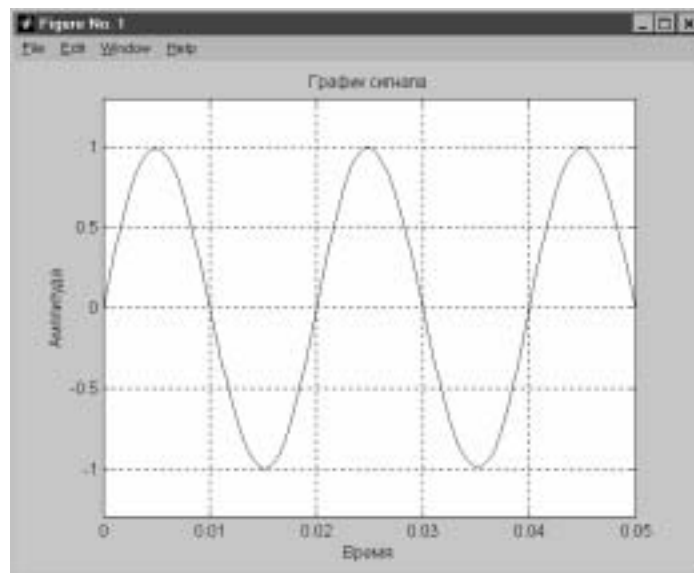 Figure No. 1
File Edit Window Help
График сигнала
Амплитуда
1
0.5
0
-0.5
-1
0 0.01 0.02 0.03 0.04 0.05
Время